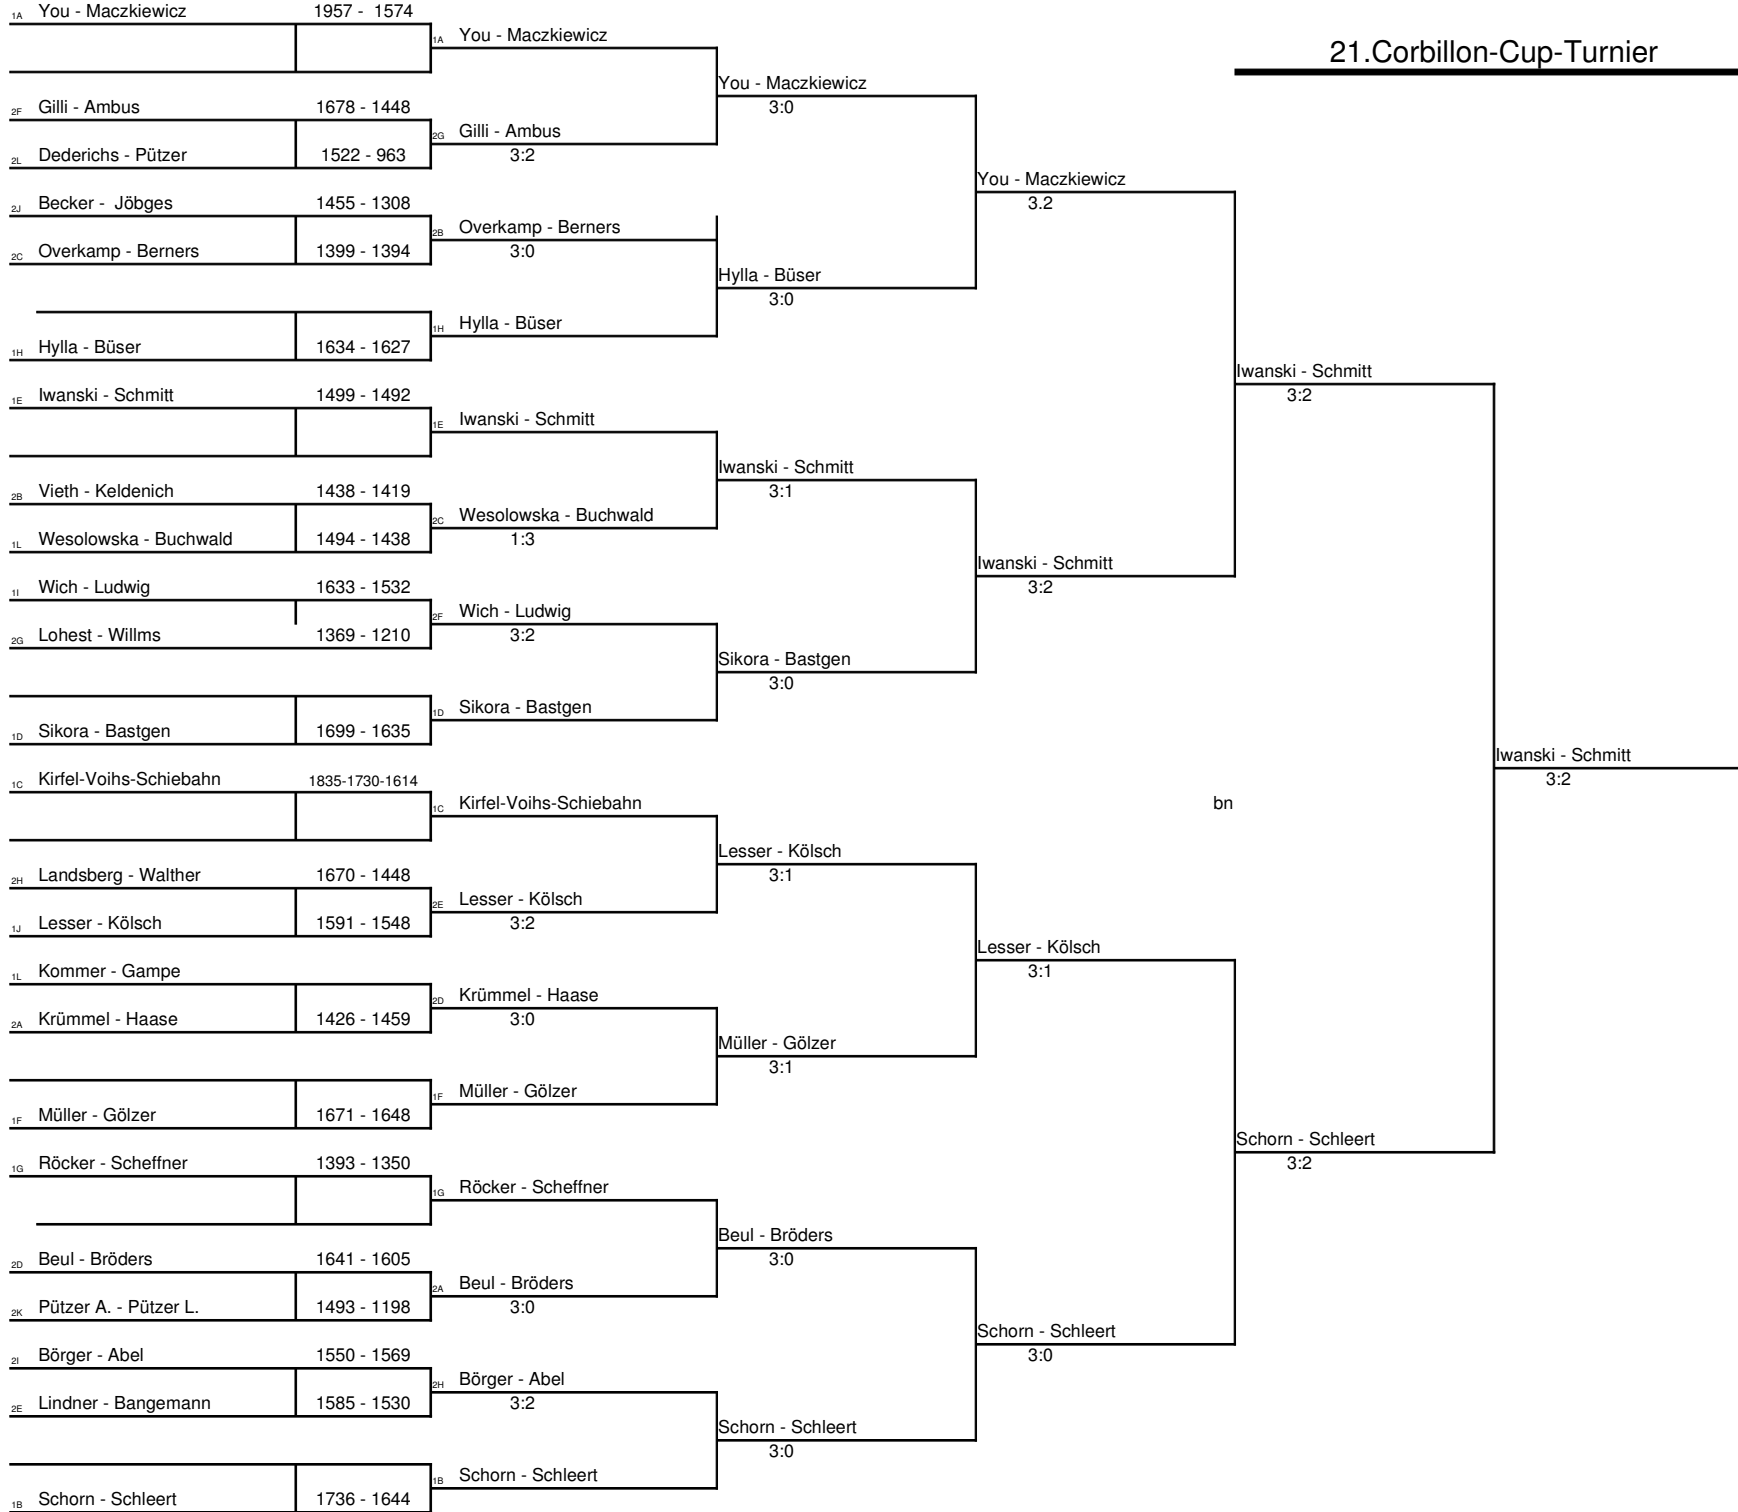 1A You - Maczkiewicz 1957 - 1574
1A You - Maczkiewicz
21.Corbillon-Cup-Turnier
You - Maczkiewicz
3:0
2F Gilli - Ambus 1678 - 1448
2G Gilli - Ambus
3:2
2L Dederichs - Pützer 1522 - 963
You - Maczkiewicz
3.2
2J Becker - Jöbges 1455 - 1308
2B Overkamp - Berners
3:0
2C Overkamp - Berners 1399 - 1394
Hylla - Büser
3:0
1H Hylla - Büser
1H Hylla - Büser 1634 - 1627
Iwanski - Schmitt
3:2
1E Iwanski - Schmitt 1499 - 1492
1E Iwanski - Schmitt
Iwanski - Schmitt
3:1
2B Vieth - Keldenich 1438 - 1419
2C Wesolowska - Buchwald
1:3
1L Wesolowska - Buchwald 1494 - 1438
Iwanski - Schmitt
3:2
1I Wich - Ludwig 1633 - 1532
2F Wich - Ludwig
3:2
2G Lohest - Willms 1369 - 1210
Sikora - Bastgen
3:0
1D Sikora - Bastgen
1D Sikora - Bastgen 1699 - 1635
Iwanski - Schmitt
3:2
1C Kirfel-Voihs-Schiebahn 1835-1730-1614
1C Kirfel-Voihs-Schiebahn
bn
Lesser - Kölsch
3:1
2H Landsberg - Walther 1670 - 1448
2E Lesser - Kölsch
3:2
1J Lesser - Kölsch 1591 - 1548
Lesser - Kölsch
3:1
1L Kommer - Gampe
2D Krümmel - Haase
3:0
2A Krümmel - Haase 1426 - 1459
Müller - Gölzer
3:1
1F Müller - Gölzer
1F Müller - Gölzer 1671 - 1648
Schorn - Schleert
3:2
1G Röcker - Scheffner 1393 - 1350
1G Röcker - Scheffner
Beul - Bröders
3:0
2D Beul - Bröders 1641 - 1605
2A Beul - Bröders
3:0
2K Pützer A. - Pützer L. 1493 - 1198
Schorn - Schleert
3:0
2I Börger - Abel 1550 - 1569
2H Börger - Abel
3:2
2E Lindner - Bangemann 1585 - 1530
Schorn - Schleert
3:0
1B Schorn - Schleert
1B Schorn - Schleert 1736 - 1644